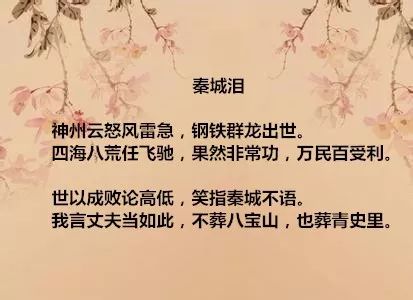 秦城泪
神州云怒风雷急，钢铁群龙出世。
四海八荒任飞驰，果然非常功，万民百受利。
世以成败论高低，笑指秦城不语。
我言丈夫当如此，不葬八宝山，也葬青史里。